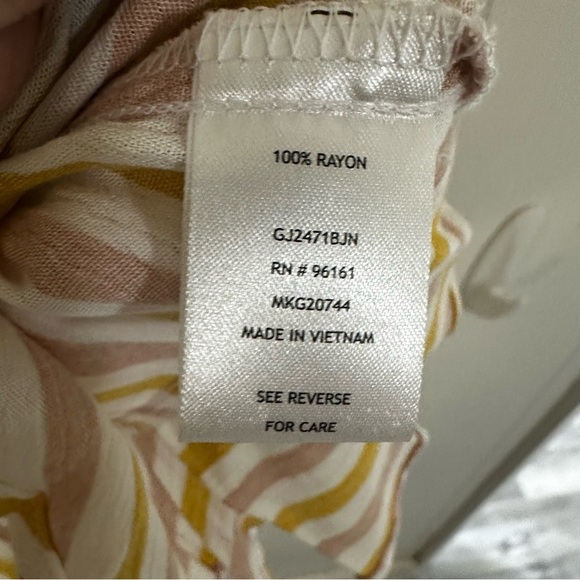 100% RAYON
GJ2471BJN
RN # 96161
MKG20744
MADE IN VIETNAM
SEE REVERSE
FOR CARE